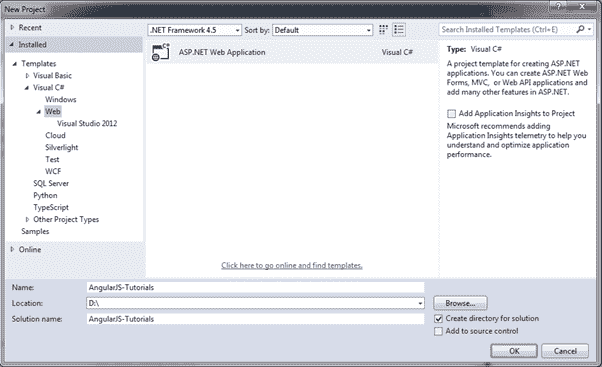 New Project
Recent
Installed
Templates
Visual Basic
Visual C#
Windows
Web
Visual Studio 2012
Cloud
Silverlight
Test
WCF
SQL Server
Python
TypeScript
Other Project Types
Samples
Online
.NET Framework 4.5 Sort by: Default
ASP.NET Web Application Visual C#
Click here to go online and find templates.
Search Installed Templates (Ctrl+E)
Type: Visual C#
A project template for creating ASP.NET
applications. You can create ASP.NET Web
Forms, MVC, or Web API applications and
add many other features in ASP.NET.
Add Application Insights to Project
Microsoft recommends adding
Application Insights telemetry to help you
understand and optimize application
performance.
Name: AngularJS-Tutorials
Location: D:\ Browse...
Solution name: AngularJS-Tutorials
Create directory for solution
Add to source control
OK Cancel